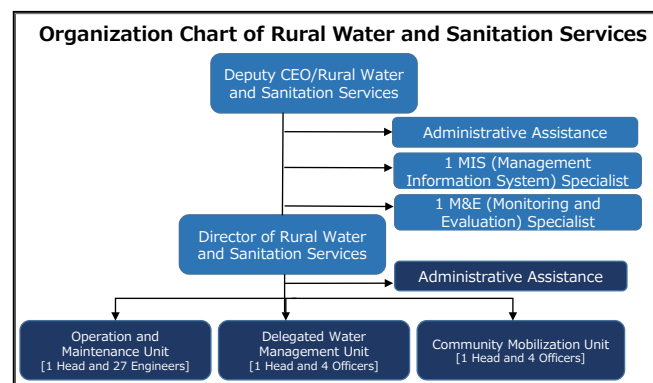 Organization Chart of Rural Water and Sanitation Services
Deputy CEO/Rural Water
and Sanitation Services
Administrative Assistance
1 MIS (Management
Information System) Specialist
1 M&E (Monitoring and
Evaluation) Specialist
Director of Rural Water
and Sanitation Services
Administrative Assistance
Operation and
Maintenance Unit
[1 Head and 27 Engineers]
Delegated Water
Management Unit
[1 Head and 4 Officers]
Community Mobilization Unit
[1 Head and 4 Officers]